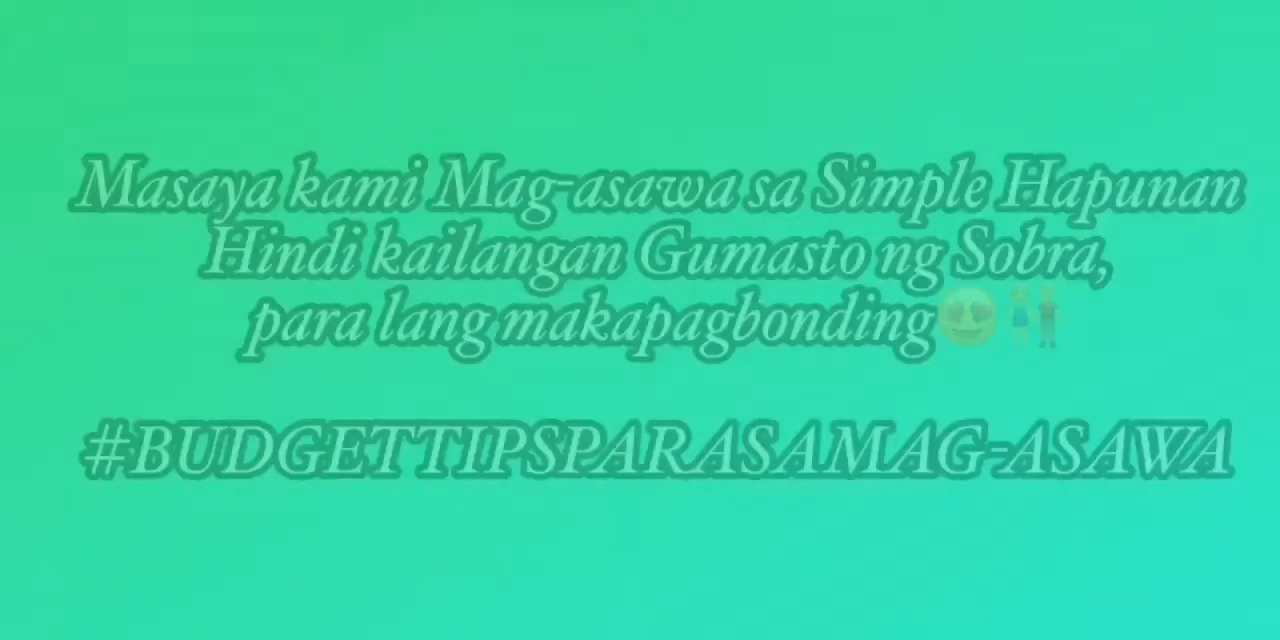 Masaya kami Mag-asawa sa Simple Hapunan
Hindi kailangan Gumasto ng Sobra,
para lang makapagbonding😍👫
#BUDGETTIPSPARASAMAG-ASAWA